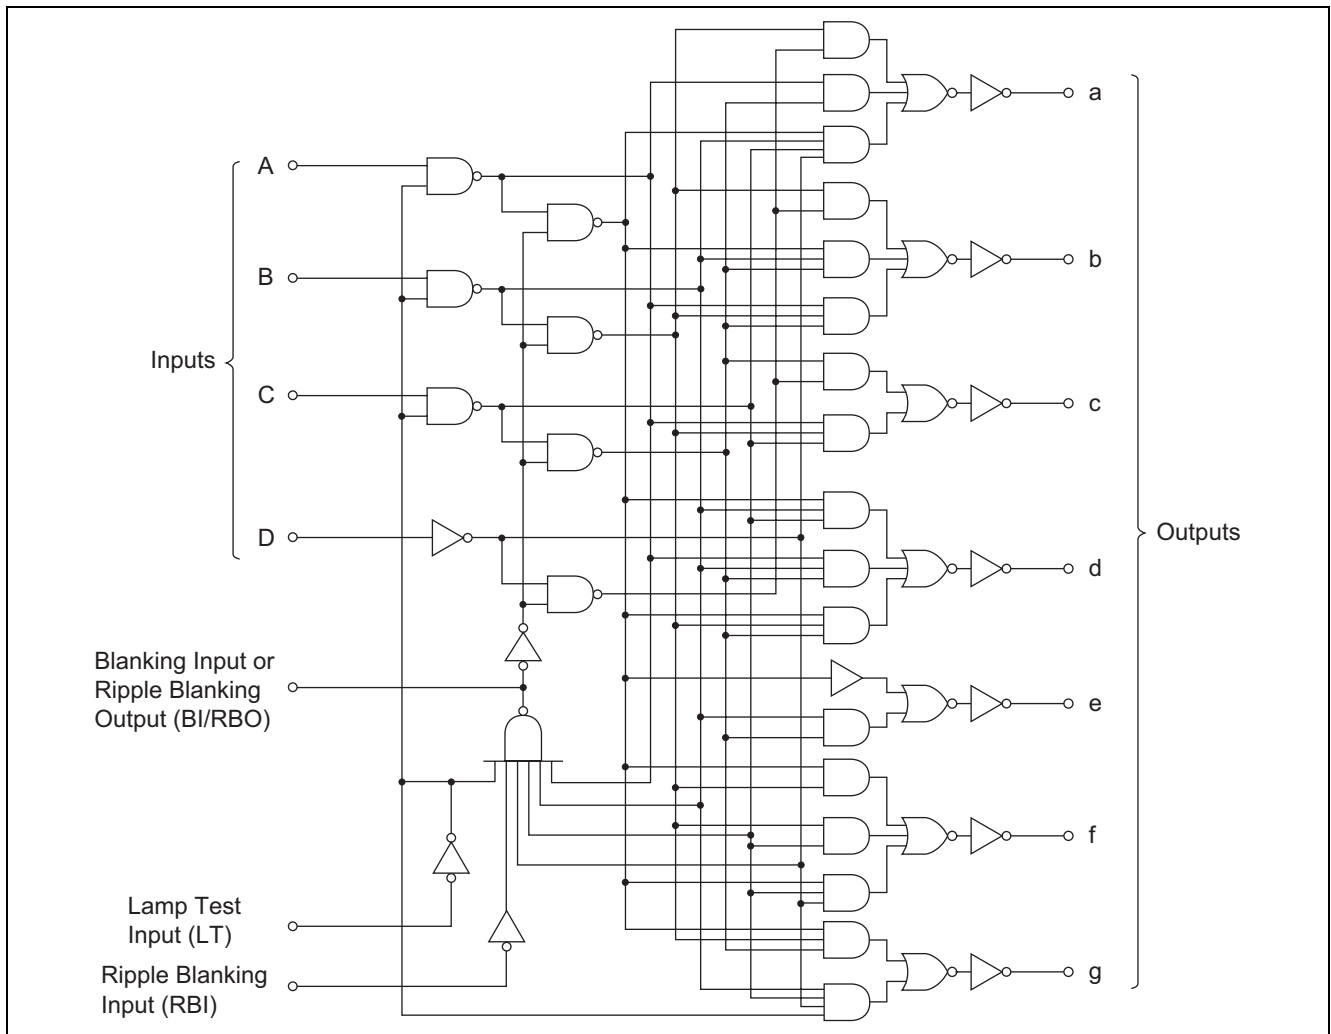 A
B
Inputs
C
D
Blanking Input or
Ripple Blanking
Output (BI/RBO)
Lamp Test
Input (LT)
Ripple Blanking
Input (RBI)
a
b
c
d
e
f
g
Outputs